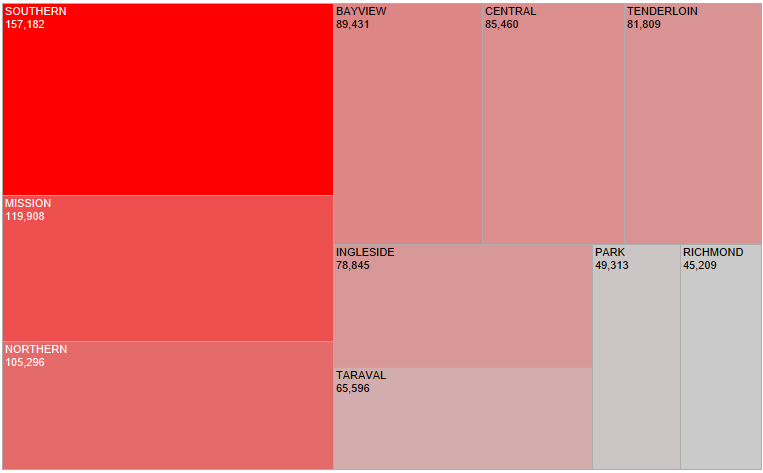 SOUTHERN
157,182
MISSION
119,908
NORTHERN
105,296
BAYVIEW
89,431
CENTRAL
85,460
TENDERLOIN
81,809
INGLESIDE
78,845
TARAVAL
65,596
PARK
49,313
RICHMOND
45,209